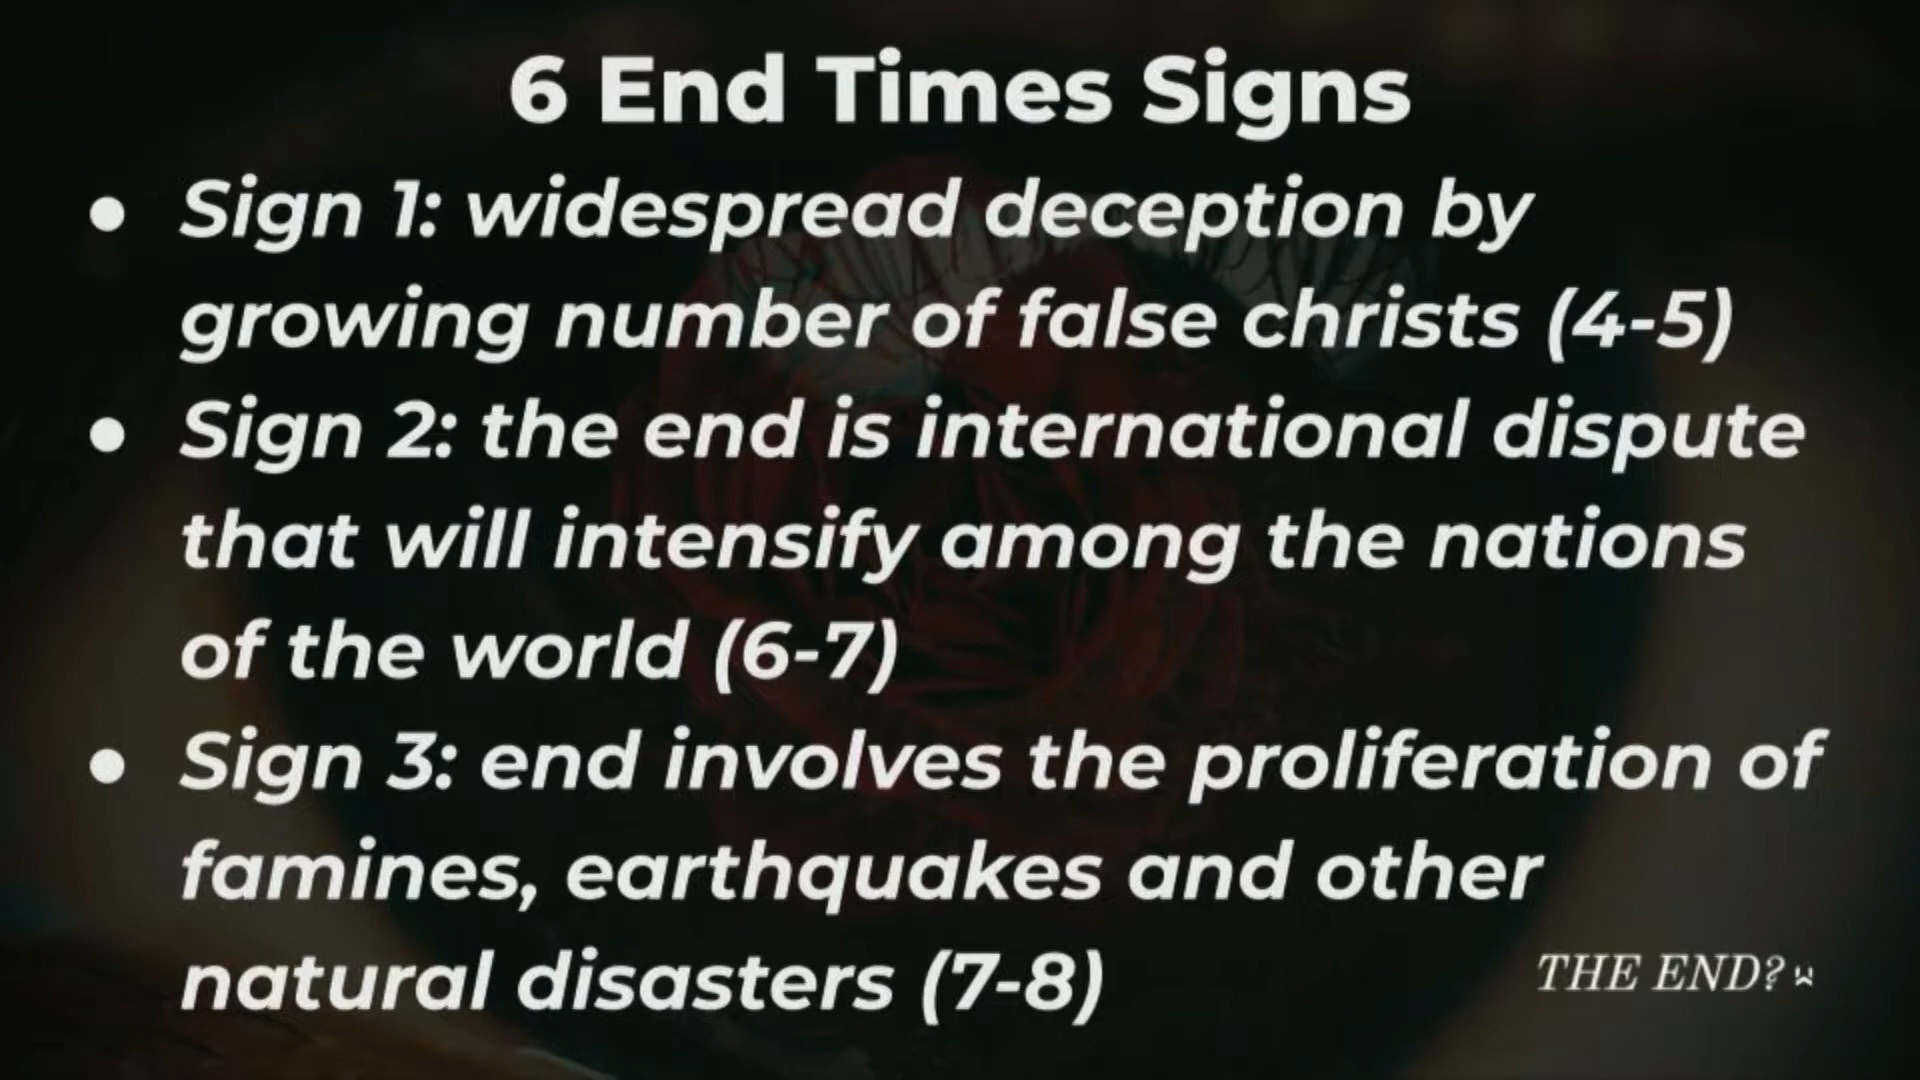 6 End Times Signs
• Sign 1: widespread deception by
growing number of false christs (4-5)
• Sign 2: the end is international dispute
that will intensify among the nations
of the world (6-7)
• Sign 3: end involves the proliferation of
famines, earthquakes and other
natural disasters (7-8)
THE END?